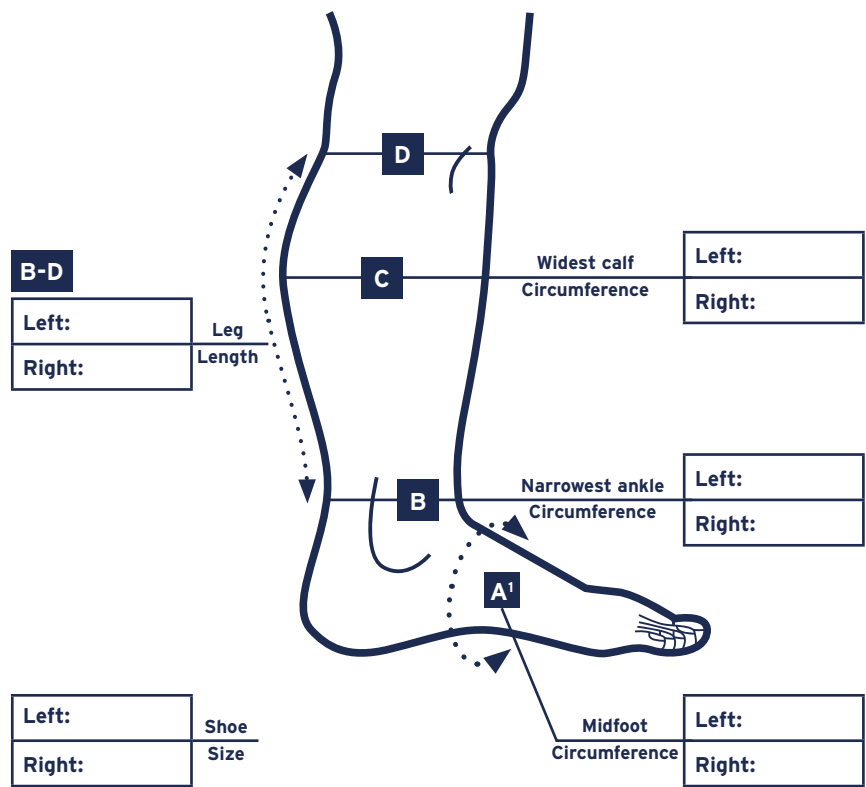 D
C
Widest calf
Circumference
Left:
Right:
B-D
Left:
Right:
Leg
Length
B
Narrowest ankle
Circumference
Left:
Right:
A¹
Left:
Right:
Shoe
Size
Midfoot
Circumference
Left:
Right: